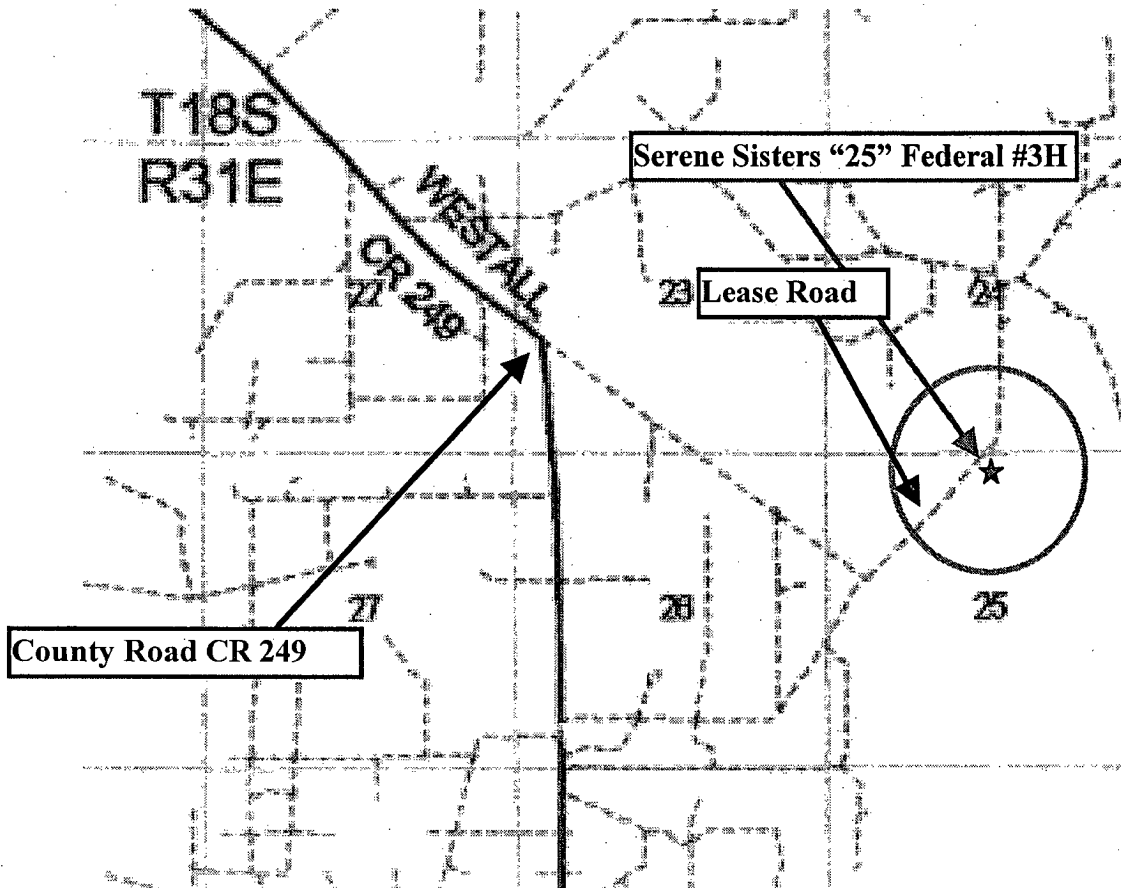 T18S
R31E
Serene Sisters “25” Federal #3H
WESTALL
CR 249
22
23
24
Lease Road
27
26
25
County Road CR 249